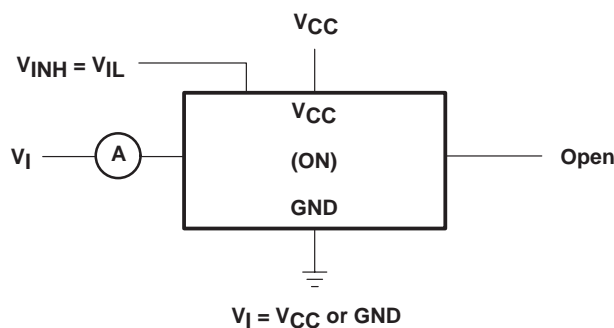 VCC
VINH = VIL
VCC
VI
A
(ON)
Open
GND
VI = VCC or GND